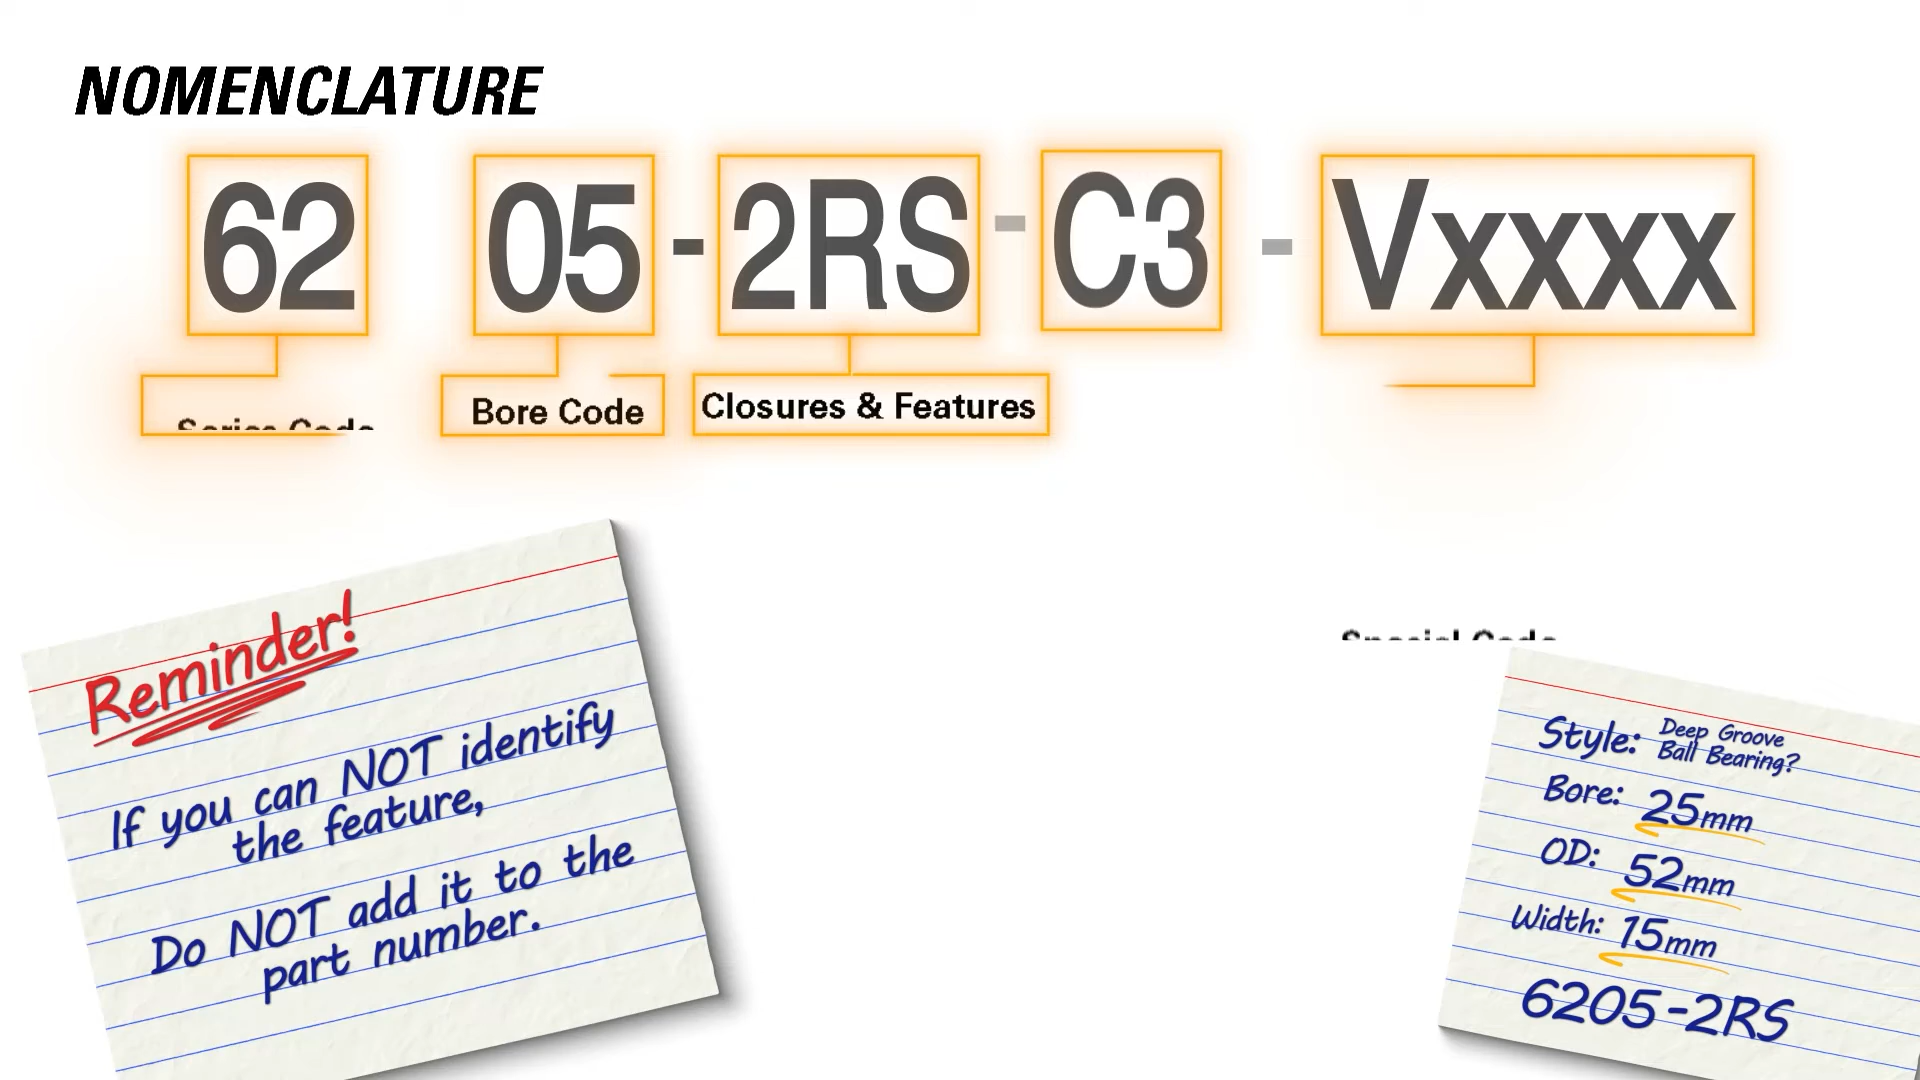 NOMENCLATURE
62 05 - 2RS - C3 - Vxxxx
Bore Code
Closures & Features
Reminder!
If you can NOT identify
the feature,
Do NOT add it to the
part number.
Style: Deep Groove
Ball Bearing?
Bore: 25mm
OD: 52mm
Width: 15mm
6205-2RS